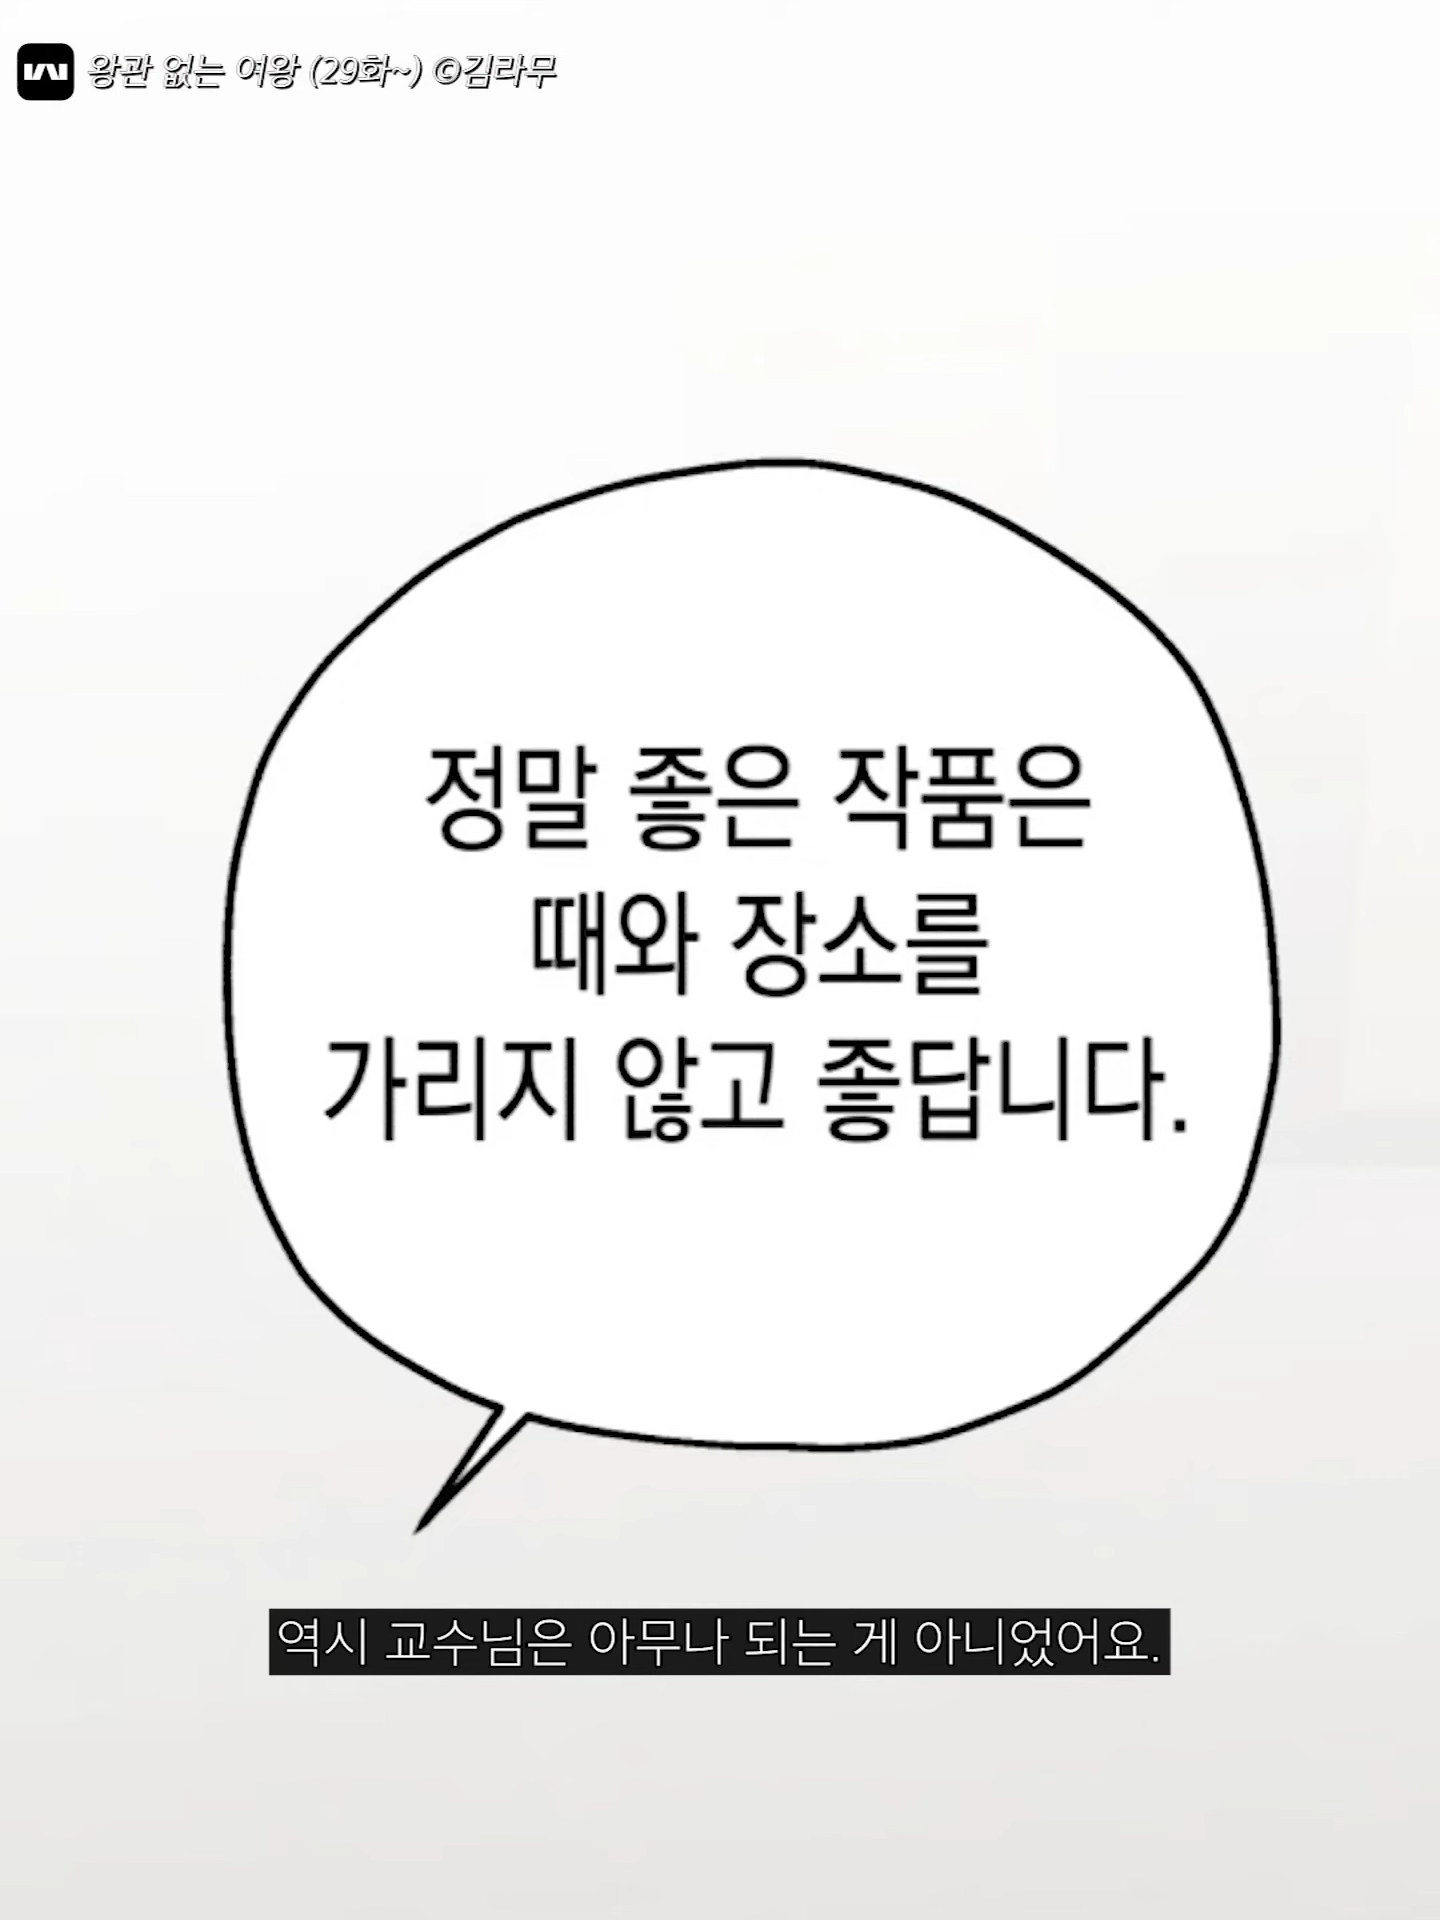 왕관 없는 여왕 (29화~) ©김라무
정말 좋은 작품은
때와 장소를
가리지 않고 좋답니다.
역시 교수님은 아무나 되는 게 아니었어요.